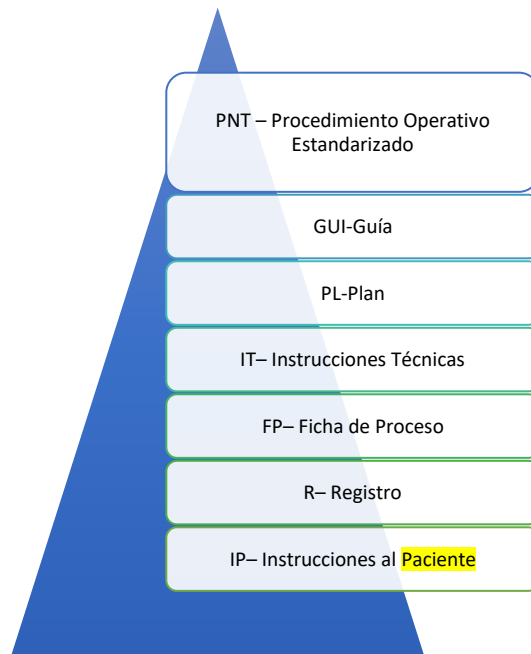 PNT – Procedimiento Operativo
Estandarizado
GUI-Guía
PL-Plan
IT– Instrucciones Técnicas
FP– Ficha de Proceso
R– Registro
IP– Instrucciones al Paciente